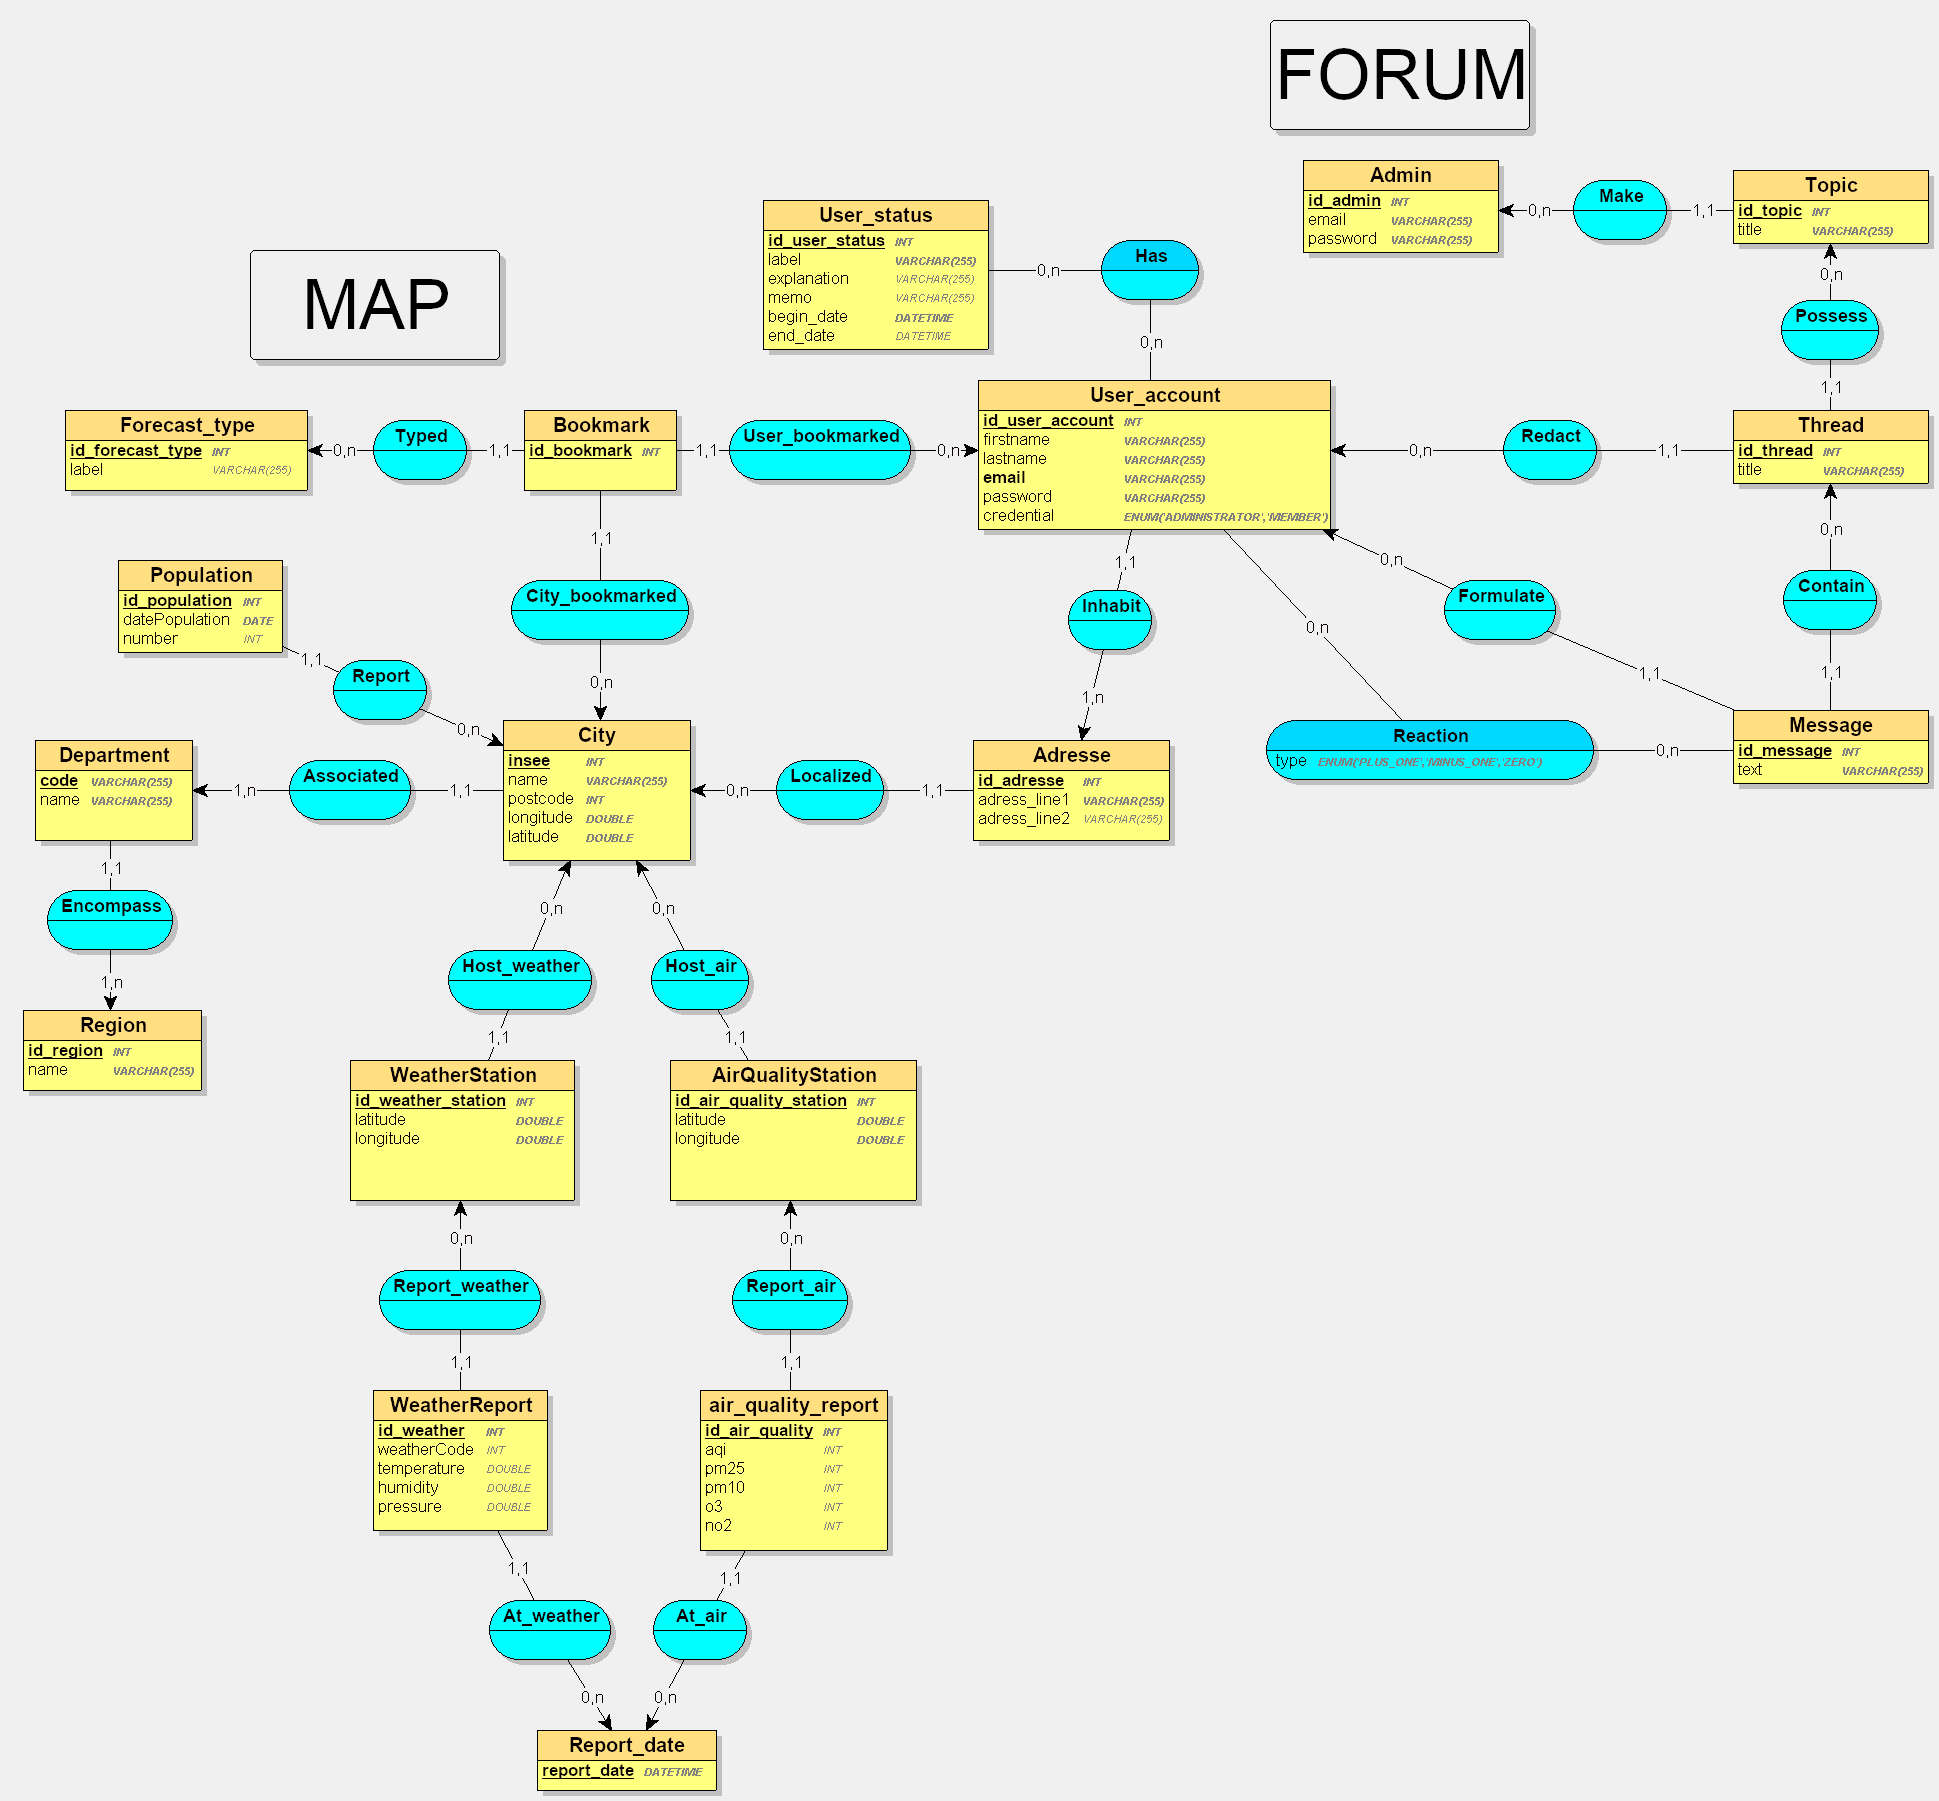 FORUM
MAP
Admin
id_admin INT
email VARCHAR(255)
password VARCHAR(255)
0,n
Make
1,1
Topic
id_topic INT
title VARCHAR(255)
User_status
id_user_status INT
label VARCHAR(255)
explanation VARCHAR(255)
memo VARCHAR(255)
begin_date DATETIME
end_date DATETIME
0,n
Has
0,n
0,n
Possess
1,1
Forecast_type
id_forecast_type INT
label VARCHAR(255)
0,n
Typed
1,1
Bookmark
id_bookmark INT
1,1
User_bookmarked
0,n
User_account
id_user_account INT
firstname VARCHAR(255)
lastname VARCHAR(255)
email VARCHAR(255)
password VARCHAR(255)
credential ENUM('ADMINISTRATOR','MEMBER')
0,n
Redact
1,1
Thread
id_thread INT
title VARCHAR(255)
1,1
City_bookmarked
0,n
1,1
Inhabit
1,n
0,n
0,n
Formulate
1,1
0,n
Contain
1,1
Population
id_population INT
datePopulation DATE
number INT
1,1
Report
0,n
Department
code VARCHAR(255)
name VARCHAR(255)
1,n
Associated
1,1
City
insee INT
name VARCHAR(255)
postcode INT
longitude DOUBLE
latitude DOUBLE
0,n
Localized
1,1
Adresse
id_adresse INT
adress_line1 VARCHAR(255)
adress_line2 VARCHAR(255)
Reaction
type ENUM('PLUS_ONE','MINUS_ONE','ZERO')
0,n
Message
id_message INT
text VARCHAR(255)
1,1
Encompass
1,n
Region
id_region INT
name VARCHAR(255)
0,n
Host_weather
1,1
0,n
Host_air
1,1
WeatherStation
id_weather_station INT
latitude DOUBLE
longitude DOUBLE
AirQualityStation
id_air_quality_station INT
latitude DOUBLE
longitude DOUBLE
0,n
Report_weather
1,1
0,n
Report_air
1,1
WeatherReport
id_weather INT
weatherCode INT
temperature DOUBLE
humidity DOUBLE
pressure DOUBLE
air_quality_report
id_air_quality INT
aqi INT
pm25 INT
pm10 INT
o3 INT
no2 INT
1,1
At_weather
0,n
1,1
At_air
0,n
Report_date
report_date DATETIME